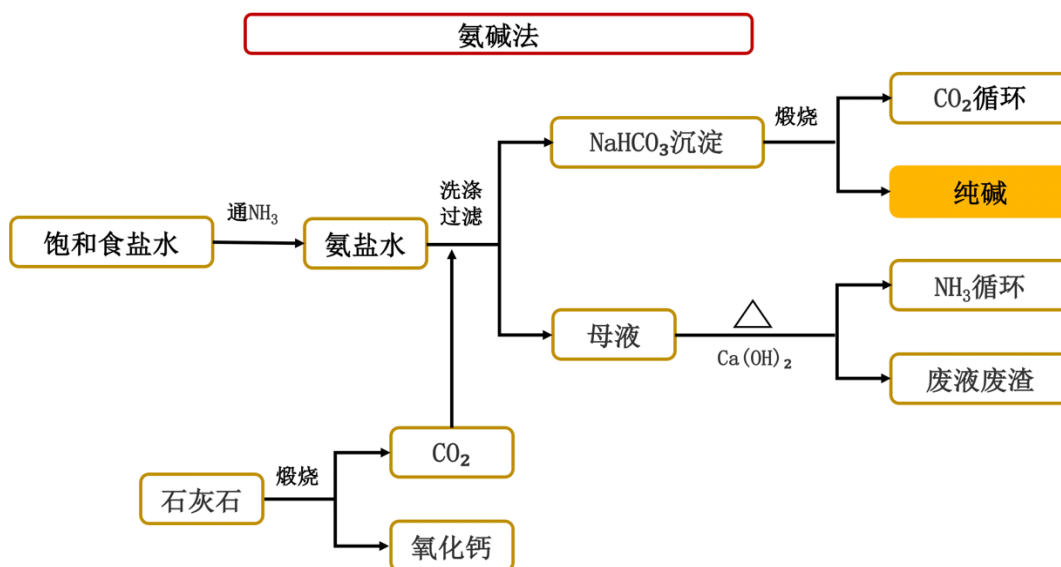 氨碱法
饱和食盐水
通NH₃
氨盐水
洗涤
过滤
NaHCO₃沉淀
煅烧
CO₂循环
纯碱
母液
△
Ca(OH)₂
NH₃循环
废液废渣
石灰石
煅烧
CO₂
氧化钙